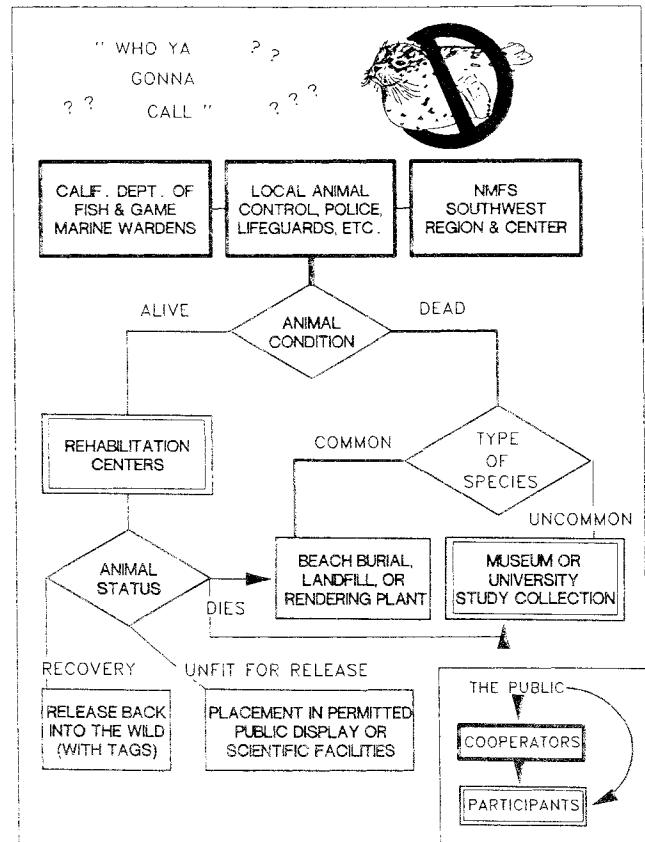 " WHO YA ? ?
GONNA
? ? CALL " ? ? ?
CALIF. DEPT. OF
FISH & GAME
MARINE WARDENS
LOCAL ANIMAL
CONTROL, POLICE,
LIFEGUARDS, ETC.
NMFS
SOUTHWEST
REGION & CENTER
ALIVE
ANIMAL
CONDITION
DEAD
REHABILITATION
CENTERS
COMMON
TYPE
OF
SPECIES
UNCOMMON
ANIMAL
STATUS
DIES
BEACH BURIAL,
LANDFILL, OR
RENDERING PLANT
MUSEUM OR
UNIVERSITY
STUDY COLLECTION
RECOVERY
UNFIT FOR RELEASE
RELEASE BACK
INTO THE WILD
(WITH TAGS)
PLACEMENT IN PERMITTED
PUBLIC DISPLAY OR
SCIENTIFIC FACILITIES
THE PUBLIC
COOPERATORS
PARTICIPANTS